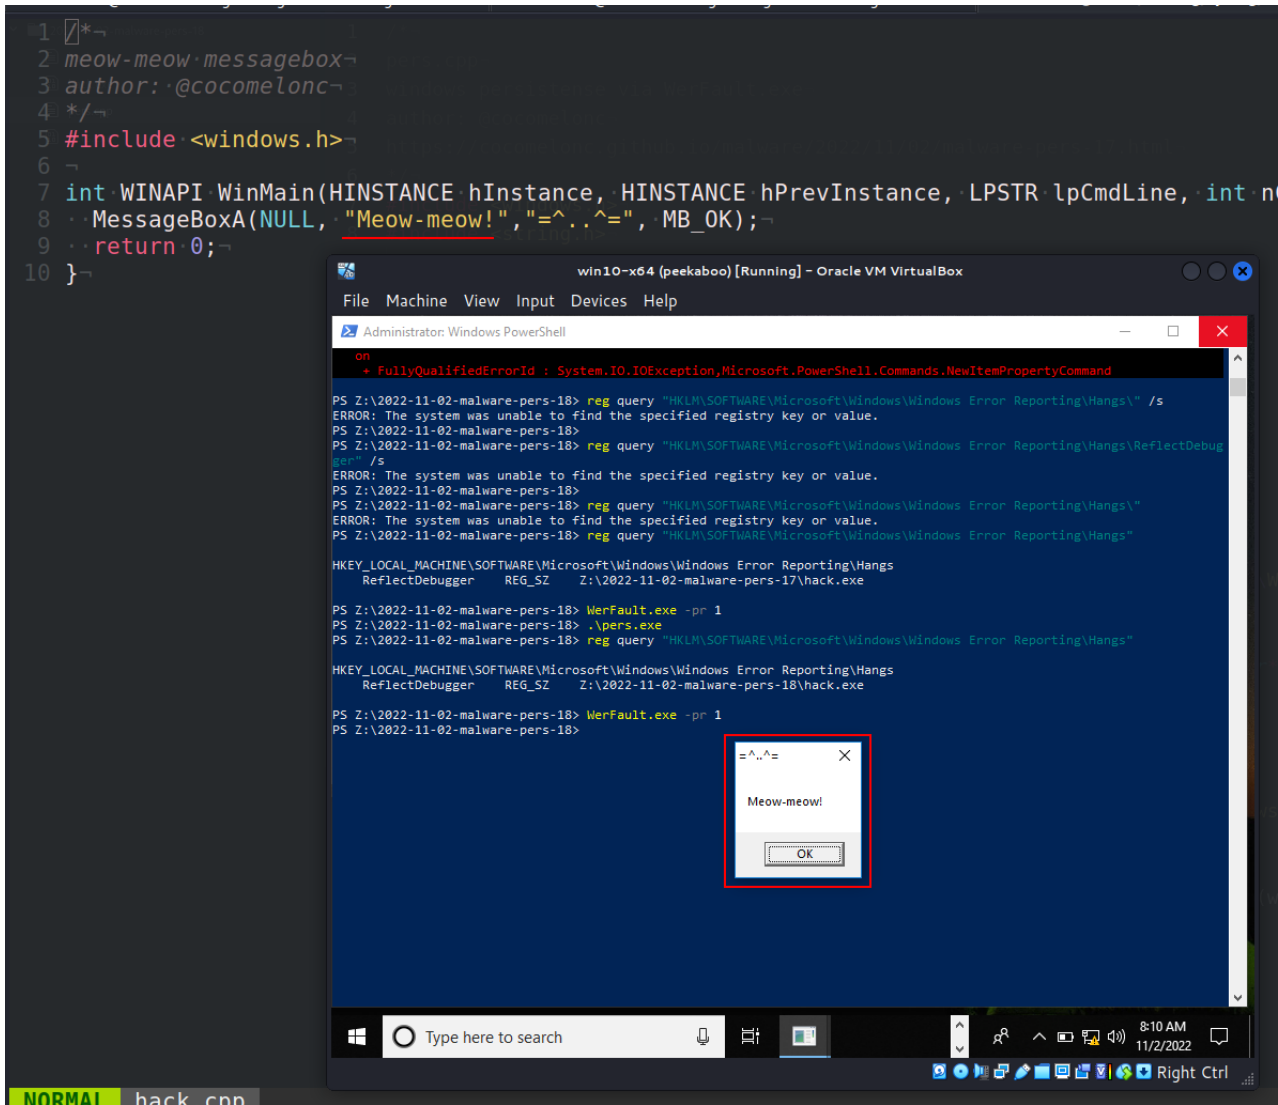 1 /*¬
2 meow-meow·messagebox¬
3 author:·@cocomelonc¬
4 */¬
5 #include·<windows.h>¬
6 ¬
7 int·WINAPI·WinMain(HINSTANCE·hInstance,·HINSTANCE·hPrevInstance,·LPSTR·lpCmdLine,·int
8 ··MessageBoxA(NULL,·"Meow-meow!","=^..^=",·MB_OK);¬
9 ··return·0;¬
10 }¬
win10-x64 (peekaboo) [Running] - Oracle VM VirtualBox
File Machine View Input Devices Help
Administrator: Windows PowerShell
on
+ FullyQualifiedErrorId : System.IO.IOException,Microsoft.PowerShell.Commands.NewItemPropertyCommand
PS Z:\2022-11-02-malware-pers-18> reg query "HKLM\SOFTWARE\Microsoft\Windows\Windows Error Reporting\Hangs\" /s
ERROR: The system was unable to find the specified registry key or value.
PS Z:\2022-11-02-malware-pers-18>
PS Z:\2022-11-02-malware-pers-18> reg query "HKLM\SOFTWARE\Microsoft\Windows\Windows Error Reporting\Hangs\ReflectDebug
ger" /s
ERROR: The system was unable to find the specified registry key or value.
PS Z:\2022-11-02-malware-pers-18>
PS Z:\2022-11-02-malware-pers-18> reg query "HKLM\SOFTWARE\Microsoft\Windows\Windows Error Reporting\Hangs\"
ERROR: The system was unable to find the specified registry key or value.
PS Z:\2022-11-02-malware-pers-18> reg query "HKLM\SOFTWARE\Microsoft\Windows\Windows Error Reporting\Hangs"
HKEY_LOCAL_MACHINE\SOFTWARE\Microsoft\Windows\Windows Error Reporting\Hangs
ReflectDebugger REG_SZ Z:\2022-11-02-malware-pers-17\hack.exe
PS Z:\2022-11-02-malware-pers-18> WerFault.exe -pr 1
PS Z:\2022-11-02-malware-pers-18> .\pers.exe
PS Z:\2022-11-02-malware-pers-18> reg query "HKLM\SOFTWARE\Microsoft\Windows\Windows Error Reporting\Hangs"
HKEY_LOCAL_MACHINE\SOFTWARE\Microsoft\Windows\Windows Error Reporting\Hangs
ReflectDebugger REG_SZ Z:\2022-11-02-malware-pers-18\hack.exe
PS Z:\2022-11-02-malware-pers-18> WerFault.exe -pr 1
PS Z:\2022-11-02-malware-pers-18>
=^..^=
Meow-meow!
OK
Type here to search
8:10 AM
11/2/2022
Right Ctrl
NORMAL hack.cpp